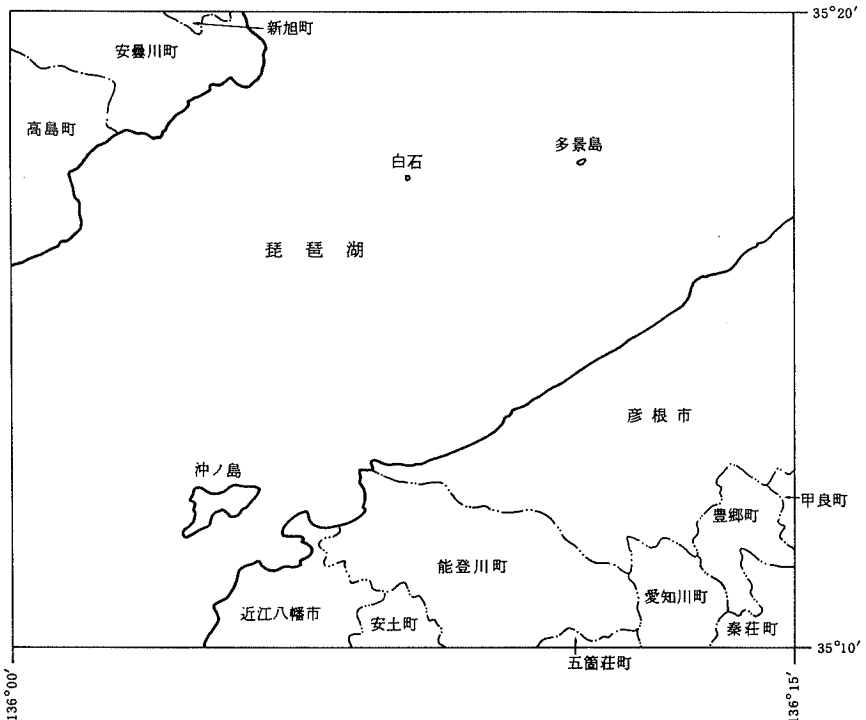 35°20′
新旭町
安曇川町
高島町
多景島
白石
琵琶湖
彦根市
沖ノ島
甲良町
豊郷町
能登川町
愛知川町
近江八幡市
安土町
秦荘町
35°10′
五箇荘町
136°00′
136°15′